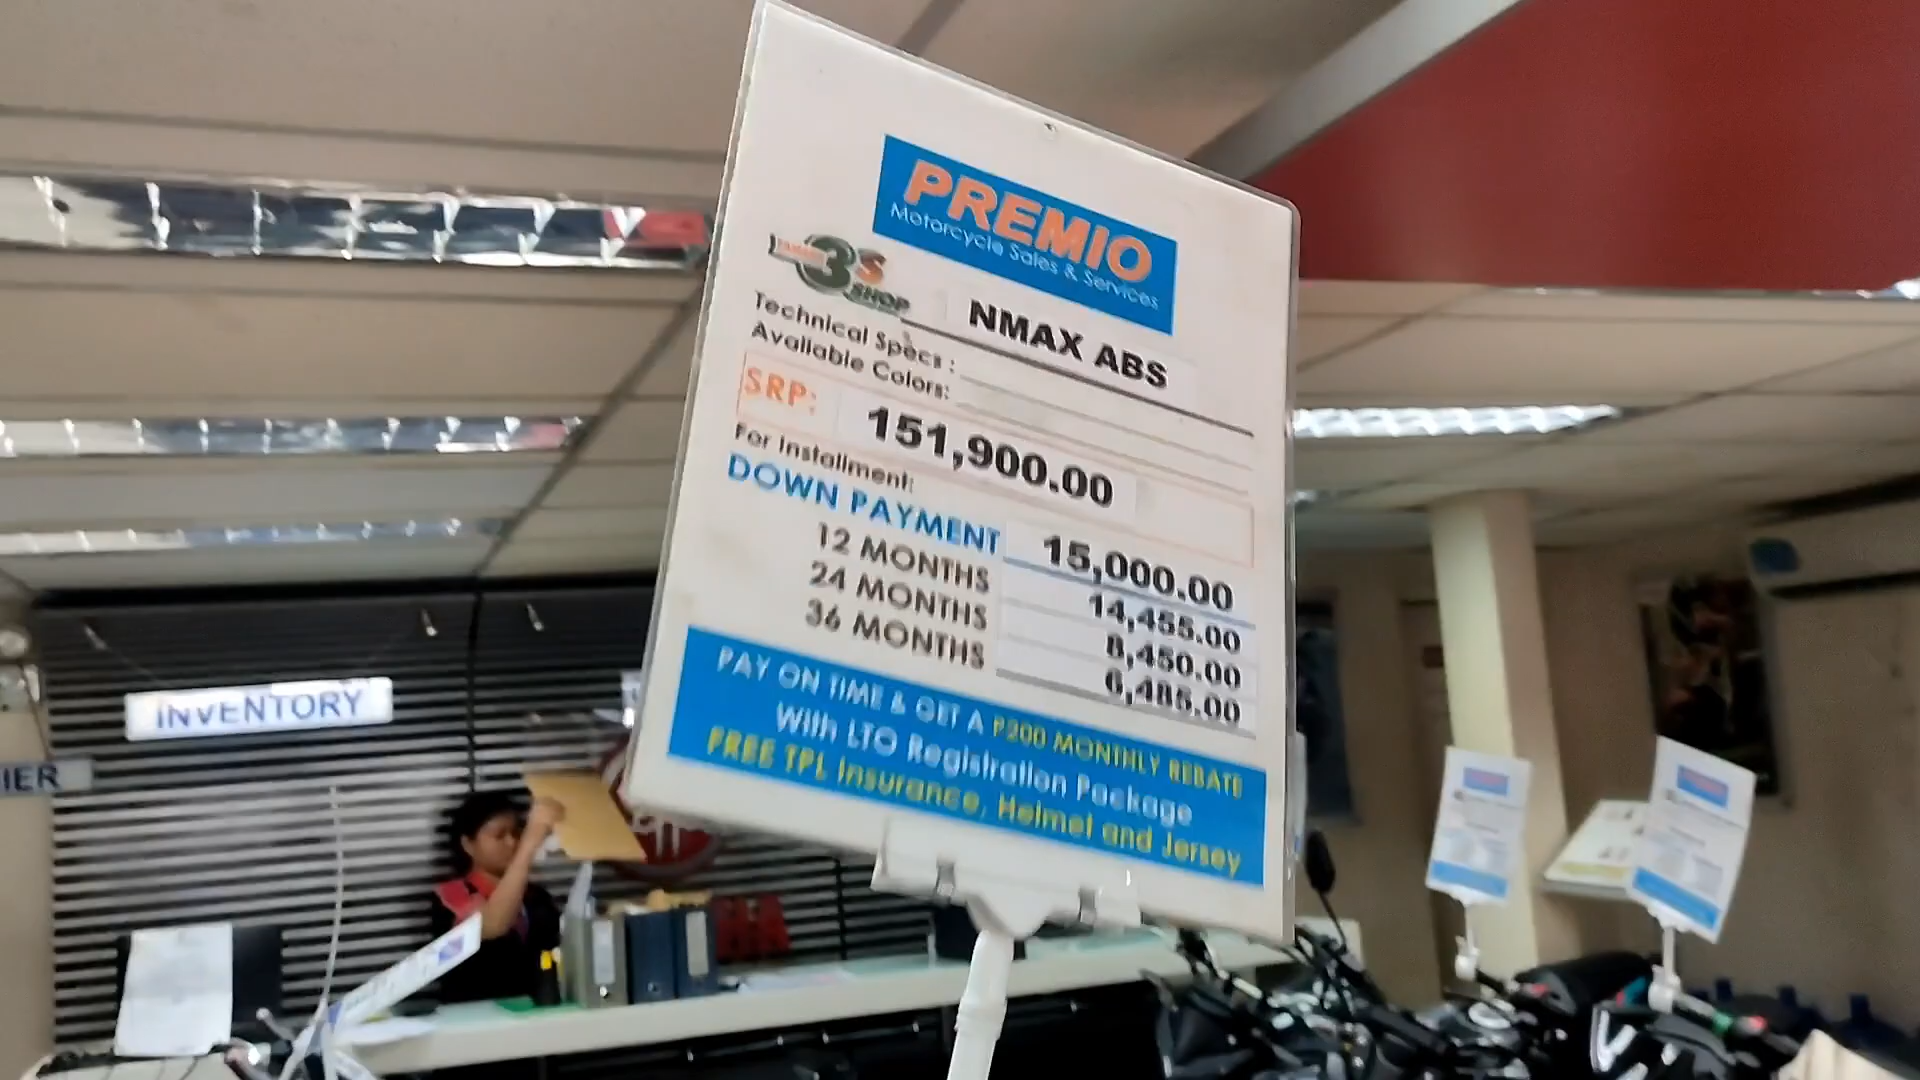 PREMIO
Motorcycle Sales & Services
3S
SHOP
NMAX ABS
Technical Specs :
Available Colors:
SRP: 151,900.00
For Installment:
DOWN PAYMENT 15,000.00
12 MONTHS 14,455.00
24 MONTHS 8,450.00
36 MONTHS 6,485.00
PAY ON TIME & GET A ₱200 MONTHLY REBATE
With LTO Registration Package
FREE TPL Insurance, Helmet and Jersey
INVENTORY
IER